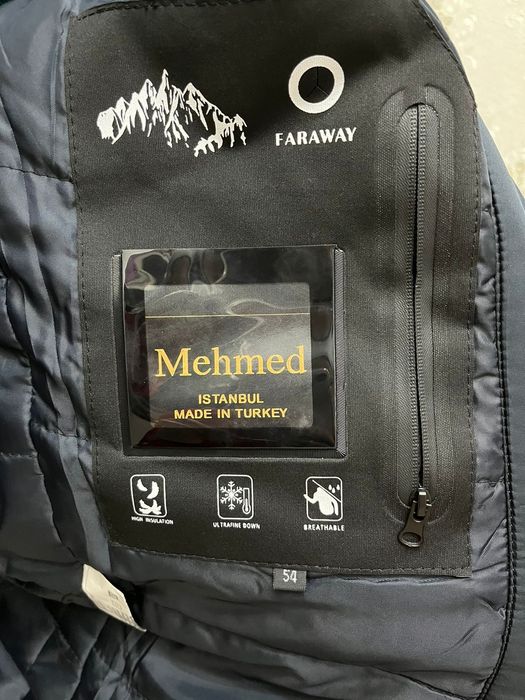 FARAWAY
Mehmed
ISTANBUL
MADE IN TURKEY
HIGH INSULATION
ULTRAFINE DOWN
BREATHABLE
54